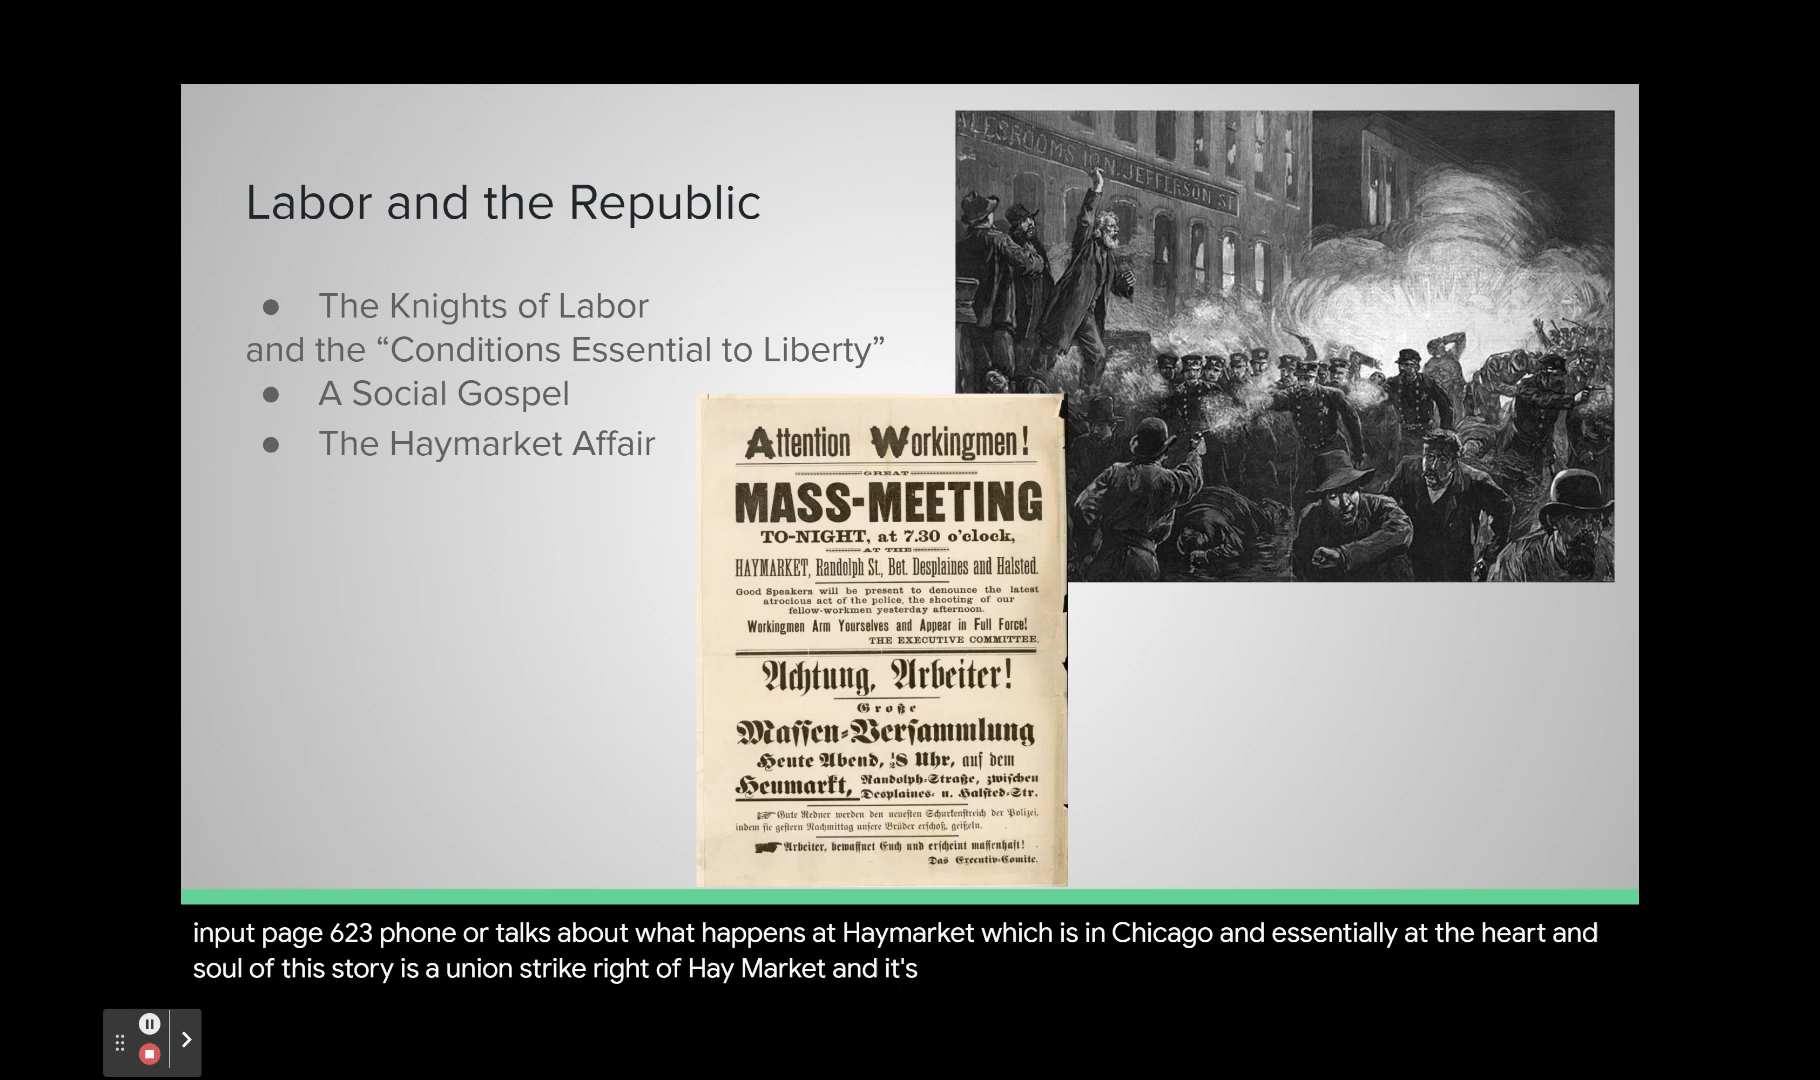 Labor and the Republic
● The Knights of Labor
and the “Conditions Essential to Liberty”
● A Social Gospel
● The Haymarket Affair
ALESROOMS 10 N. JEFFERSON ST
Attention Workingmen!
GREAT
MASS-MEETING
TO-NIGHT, at 7.30 o'clock,
AT THE
HAYMARKET, Randolph St., Bet. Desplaines and Halsted.
Good Speakers will be present to denounce the latest
atrocious act of the police, the shooting of our
fellow-workmen yesterday afternoon.
Workingmen Arm Yourselves and Appear in Full Force!
THE EXECUTIVE COMMITTEE.
Achtung, Arbeiter!
Große
Massen-Versammlung
Heute Abend, ½8 Uhr, auf dem
Heumarkt, Randolph-Straße, zwischen
Desplaines- u. Halsted-Str.
Gute Redner werden den neuesten Schurkenstreich der Polizei,
indem sie gestern Nachmittag unsere Brüder erschoß, geißeln.
Arbeiter, bewaffnet Euch und erscheint massenhaft!
Das Executiv-Comite.
input page 623 phone or talks about what happens at Haymarket which is in Chicago and essentially at the heart and
soul of this story is a union strike right of Hay Market and it's